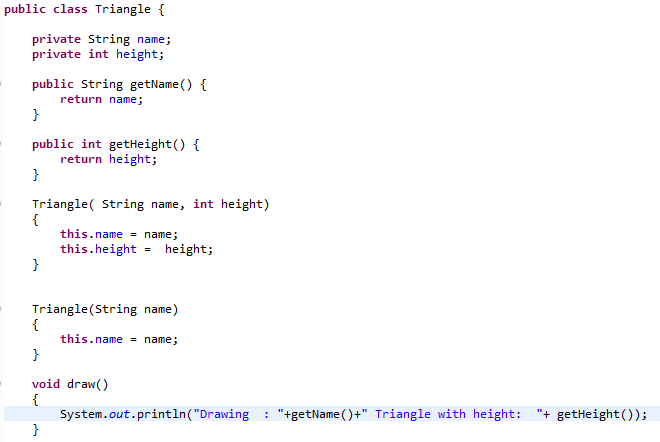 public class Triangle {
private String name;
private int height;
public String getName() {
return name;
}
public int getHeight() {
return height;
}
Triangle( String name, int height)
{
this.name = name;
this.height =  height;
}
Triangle(String name)
{
this.name = name;
}
void draw()
{
System.out.println("Drawing  : "+getName()+" Triangle with height:  "+ getHeight());
}